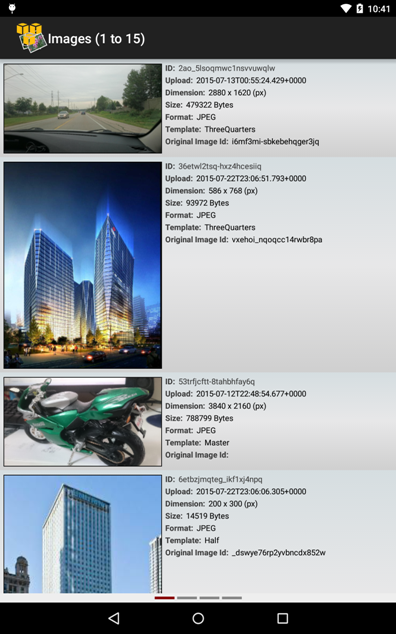 10:41
Images (1 to 15)
ID: 2ao_5lsoqmwc1nsvvuwqlw
Upload: 2015-07-13T00:55:24.429+0000
Dimension: 2880 x 1620 (px)
Size: 479322 Bytes
Format: JPEG
Template: ThreeQuarters
Original Image Id: i6mf3mi-sbkebehqger3jq
ID: 36etwl2tsq-hxz4hcesiiq
Upload: 2015-07-22T23:06:51.793+0000
Dimension: 586 x 768 (px)
Size: 93972 Bytes
Format: JPEG
Template: ThreeQuarters
Original Image Id: vxehoi_nqoqcc14rwbr8pa
ID: 53trfjcftt-8tahbhfay6q
Upload: 2015-07-12T22:48:54.677+0000
Dimension: 3840 x 2160 (px)
Size: 788799 Bytes
Format: JPEG
Template: Master
Original Image Id:
ID: 6etbzjmqteg_ikf1xj4npq
Upload: 2015-07-22T23:06:06.305+0000
Dimension: 200 x 300 (px)
Size: 14519 Bytes
Format: JPEG
Template: Half
Original Image Id: _dswye76rp2yvbncdx852w